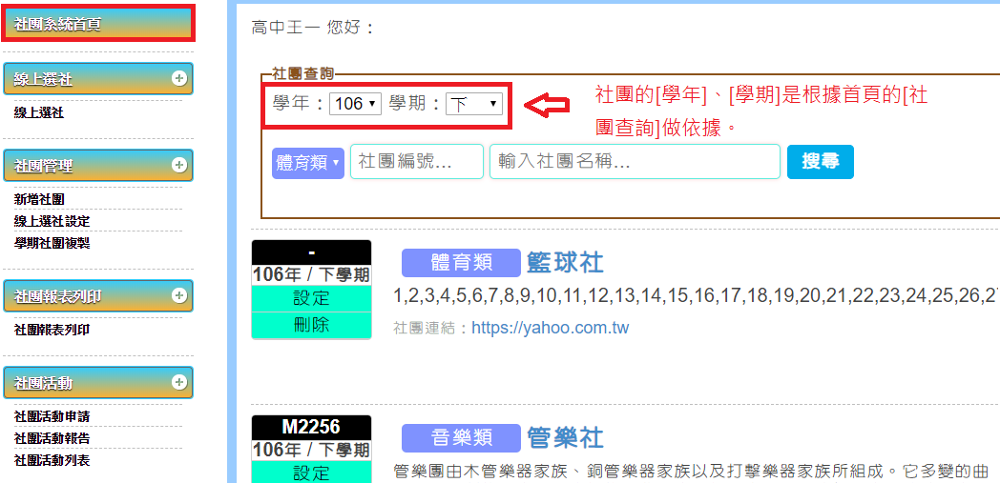 社團系統首頁
線上選社
線上選社
社團管理
新增社團
線上選社設定
學期社團複製
社團報表列印
社團報表列印
社團活動
社團活動申請
社團活動報告
社團活動列表
高中王一 您好：
社團查詢
學年：106 學期：下
社團的[學年]、[學期]是根據首頁的[社
團查詢]做依據。
體育類 社團編號... 輸入社團名稱... 搜尋
-
106年 / 下學期
設定
刪除
體育類 籃球社
1,2,3,4,5,6,7,8,9,10,11,12,13,14,15,16,17,18,19,20,21,22,23,24,25,26,2
社團連結：https://yahoo.com.tw
M2256
106年 / 下學期
設定
音樂類 管樂社
管樂團由木管樂器家族、銅管樂器家族以及打擊樂器家族所組成。它多變的曲